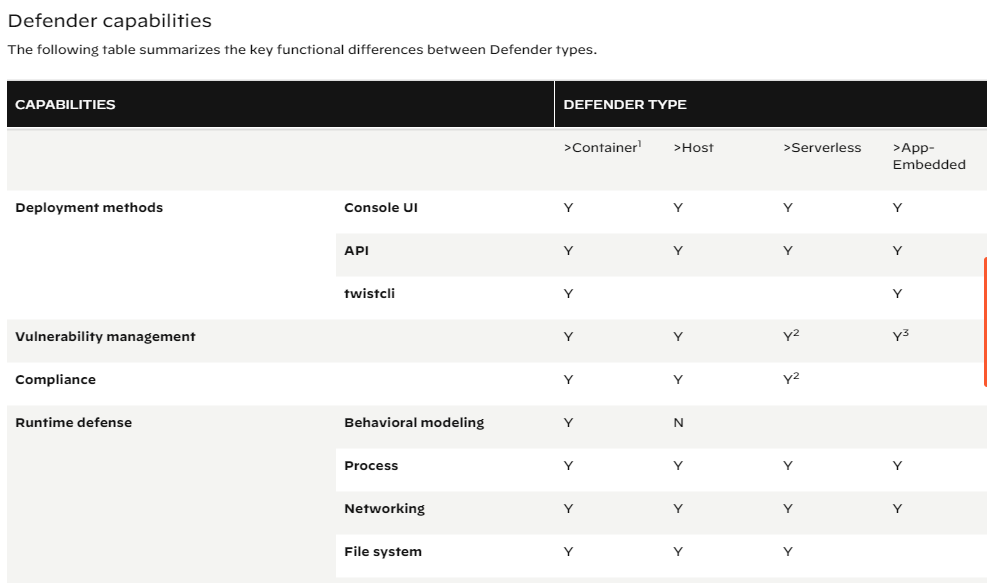 Defender capabilities
The following table summarizes the key functional differences between Defender types.
CAPABILITIES DEFENDER TYPE
>Container¹ >Host >Serverless >App-
Embedded
Deployment methods Console UI Y Y Y Y
API Y Y Y Y
twistcli Y Y
Vulnerability management Y Y Y² Y³
Compliance Y Y Y²
Runtime defense Behavioral modeling Y N
Process Y Y Y Y
Networking Y Y Y Y
File system Y Y Y